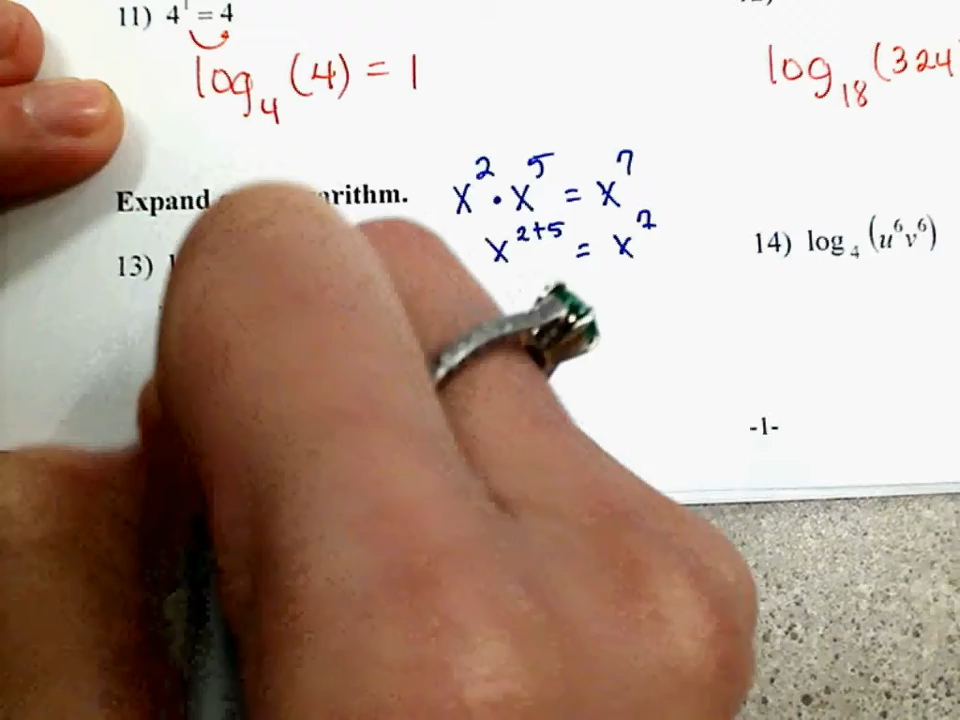 11) 4¹ = 4
log₄ (4) = 1
log₁₈ (324
Expand
x² · x⁵ = x⁷
x²⁺⁵ = x⁷
13)
14) log₄ (u⁶v⁶)
-1-